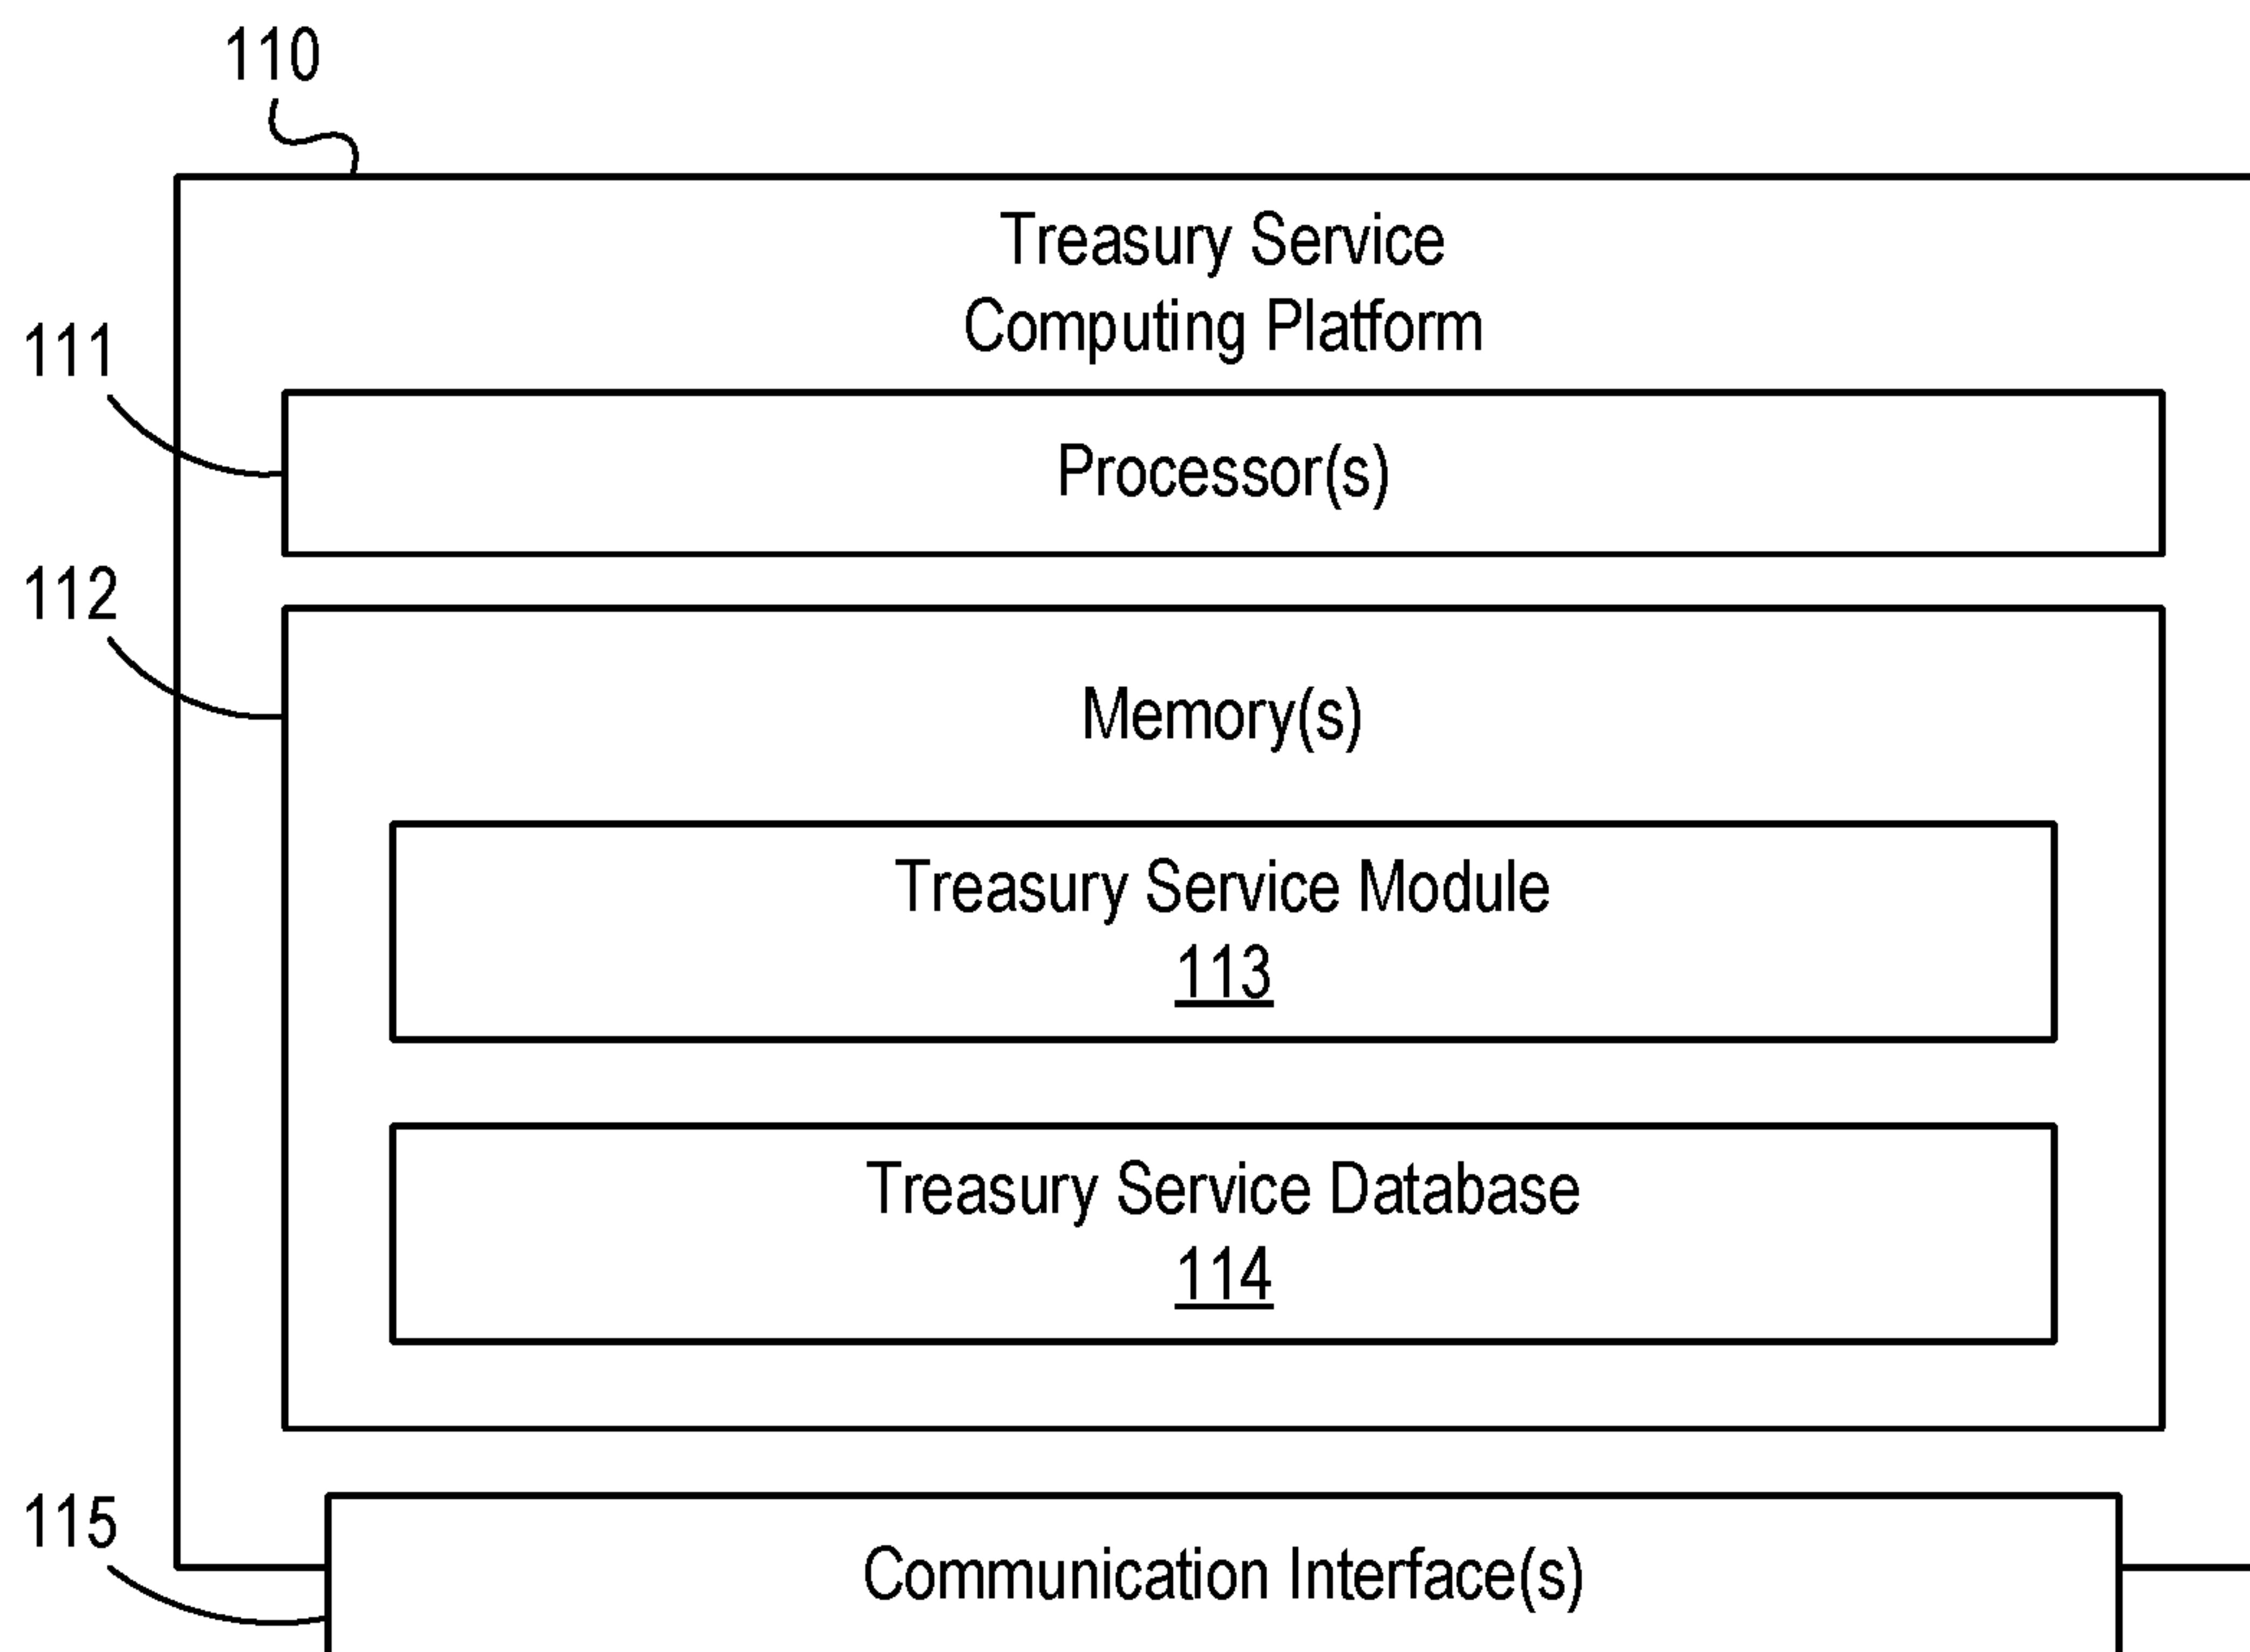 110
Treasury Service
Computing Platform
111
Processor(s)
112
Memory(s)
Treasury Service Module
113
Treasury Service Database
114
115
Communication Interface(s)